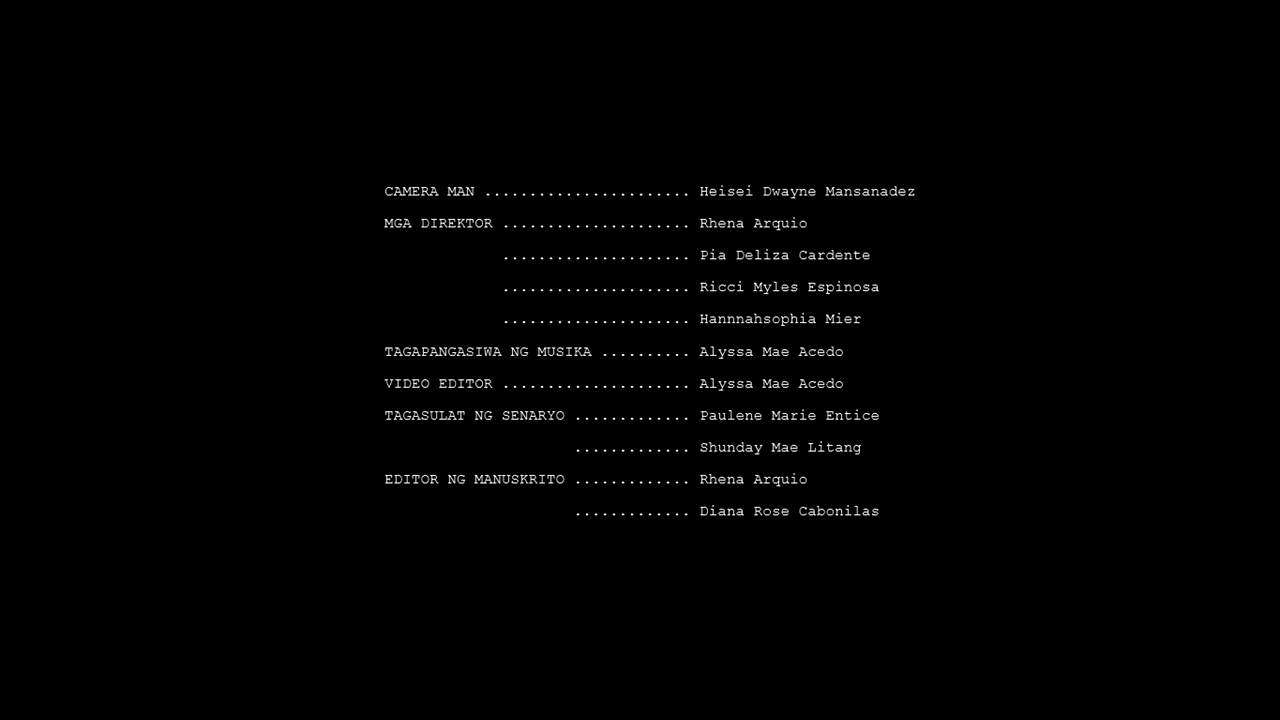 CAMERA MAN ....................... Heisei Dwayne Mansanadez
MGA DIREKTOR ..................... Rhena Arquio
..................... Pia Deliza Cardente
..................... Ricci Myles Espinosa
..................... Hannnahsophia Mier
TAGAPANGASIWA NG MUSIKA .......... Alyssa Mae Acedo
VIDEO EDITOR ..................... Alyssa Mae Acedo
TAGASULAT NG SENARYO ............. Paulene Marie Entice
............. Shunday Mae Litang
EDITOR NG MANUSKRITO ............. Rhena Arquio
............. Diana Rose Cabonilas